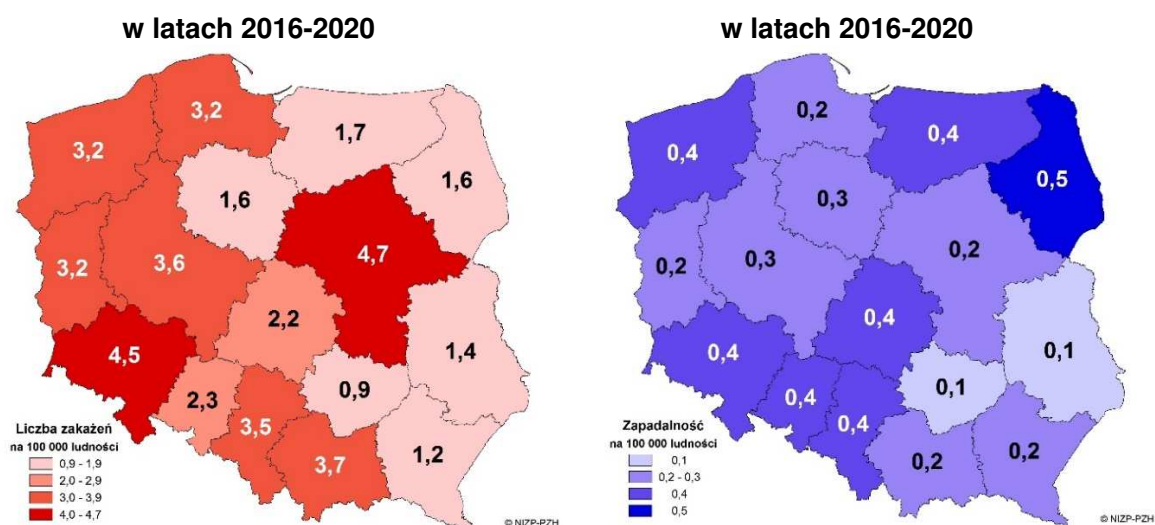 w latach 2016-2020
3,2
3,2
1,7
1,6
1,6
4,7
3,2
3,6
2,2
1,4
4,5
0,9
2,3
3,5
3,7
1,2
Liczba zakażeń
na 100 000 ludności
0,9 - 1,9
2,0 - 2,9
3,0 - 3,9
4,0 - 4,7
© NIZP-PZH
w latach 2016-2020
0,2
0,4
0,4
0,5
0,3
0,2
0,2
0,3
0,4
0,1
0,4
0,1
0,4
0,4
0,2
0,2
Zapadalność
na 100 000 ludności
0,1
0,2 - 0,3
0,4
0,5
© NIZP-PZH